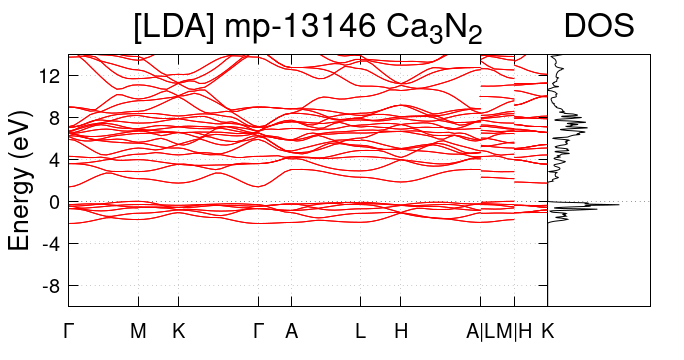 [LDA] mp-13146 Ca₃N₂ DOS
Energy (eV)
12
8
4
0
-4
-8
Γ M K Γ A L H A|LM|H K